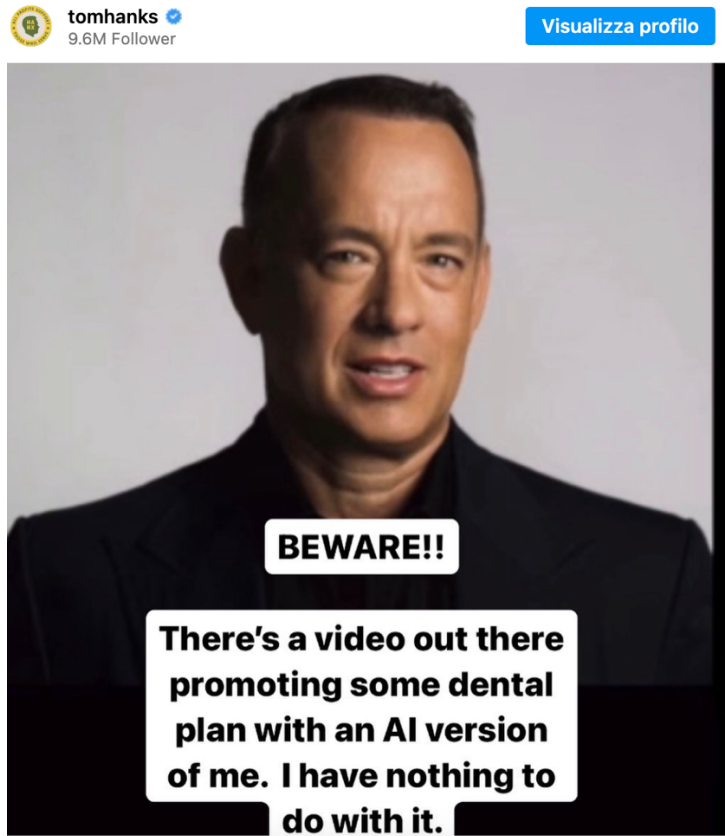 tomhanks
9.6M Follower
Visualizza profilo
BEWARE!!
There's a video out there
promoting some dental
plan with an AI version
of me. I have nothing to
do with it.